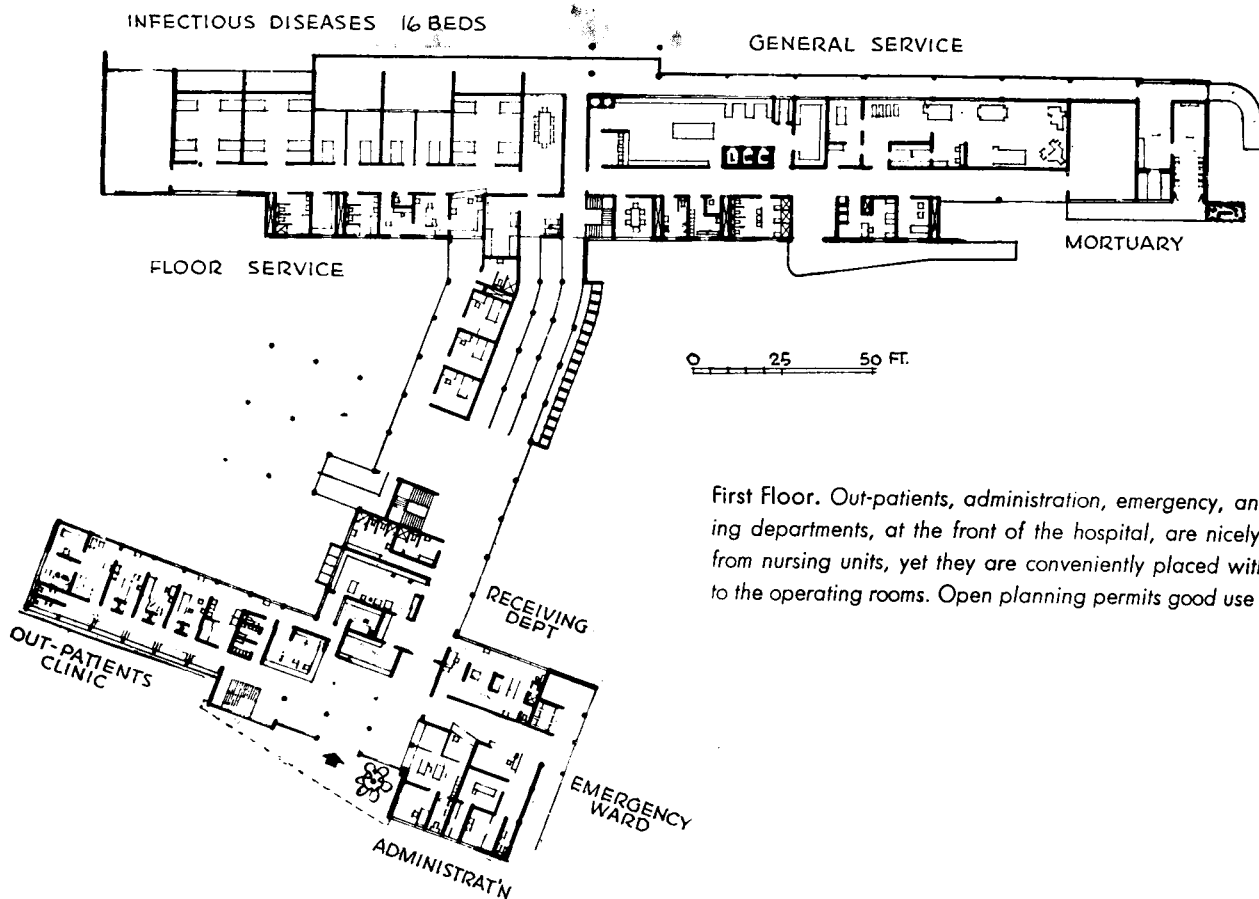 INFECTIOUS DISEASES 16 BEDS
GENERAL SERVICE
FLOOR SERVICE
MORTUARY
0 25 50 FT.
First Floor. Out-patients, administration, emergency, an
ing departments, at the front of the hospital, are nicely
from nursing units, yet they are conveniently placed wit
to the operating rooms. Open planning permits good use
RECEIVING
DEPT
OUT-PATIENTS
CLINIC
EMERGENCY
WARD
ADMINISTRAT'N